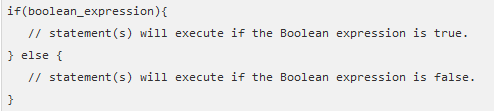 if(boolean_expression){
   // statement(s) will execute if the Boolean expression is true.
} else {
   // statement(s) will execute if the Boolean expression is false.
}